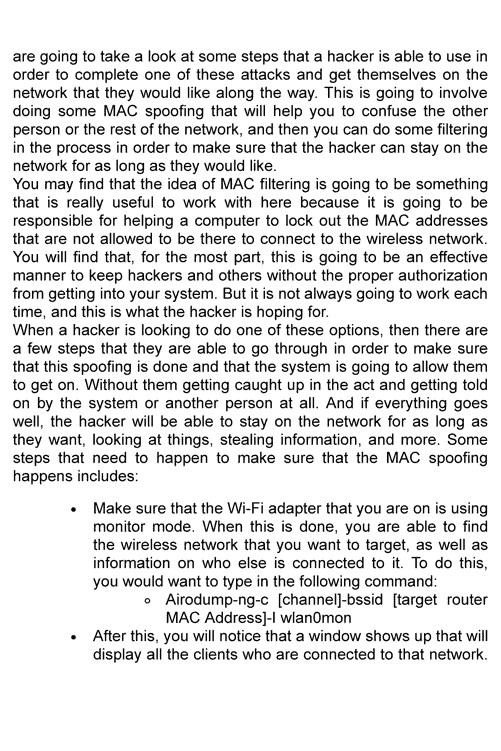 are going to take a look at some steps that a hacker is able to use in
order to complete one of these attacks and get themselves on the
network that they would like along the way. This is going to involve
doing some MAC spoofing that will help you to confuse the other
person or the rest of the network, and then you can do some filtering
in the process in order to make sure that the hacker can stay on the
network for as long as they would like.
You may find that the idea of MAC filtering is going to be something
that is really useful to work with here because it is going to be
responsible for helping a computer to lock out the MAC addresses
that are not allowed to be there to connect to the wireless network.
You will find that, for the most part, this is going to be an effective
manner to keep hackers and others without the proper authorization
from getting into your system. But it is not always going to work each
time, and this is what the hacker is hoping for.
When a hacker is looking to do one of these options, then there are
a few steps that they are able to go through in order to make sure
that this spoofing is done and that the system is going to allow them
to get on. Without them getting caught up in the act and getting told
on by the system or another person at all. And if everything goes
well, the hacker will be able to stay on the network for as long as
they want, looking at things, stealing information, and more. Some
steps that need to happen to make sure that the MAC spoofing
happens includes:
• Make sure that the Wi-Fi adapter that you are on is using
monitor mode. When this is done, you are able to find
the wireless network that you want to target, as well as
information on who else is connected to it. To do this,
you would want to type in the following command:
◦ Airodump-ng-c [channel]-bssid [target router
MAC Address]-I wlan0mon
• After this, you will notice that a window shows up that will
display all the clients who are connected to that network.